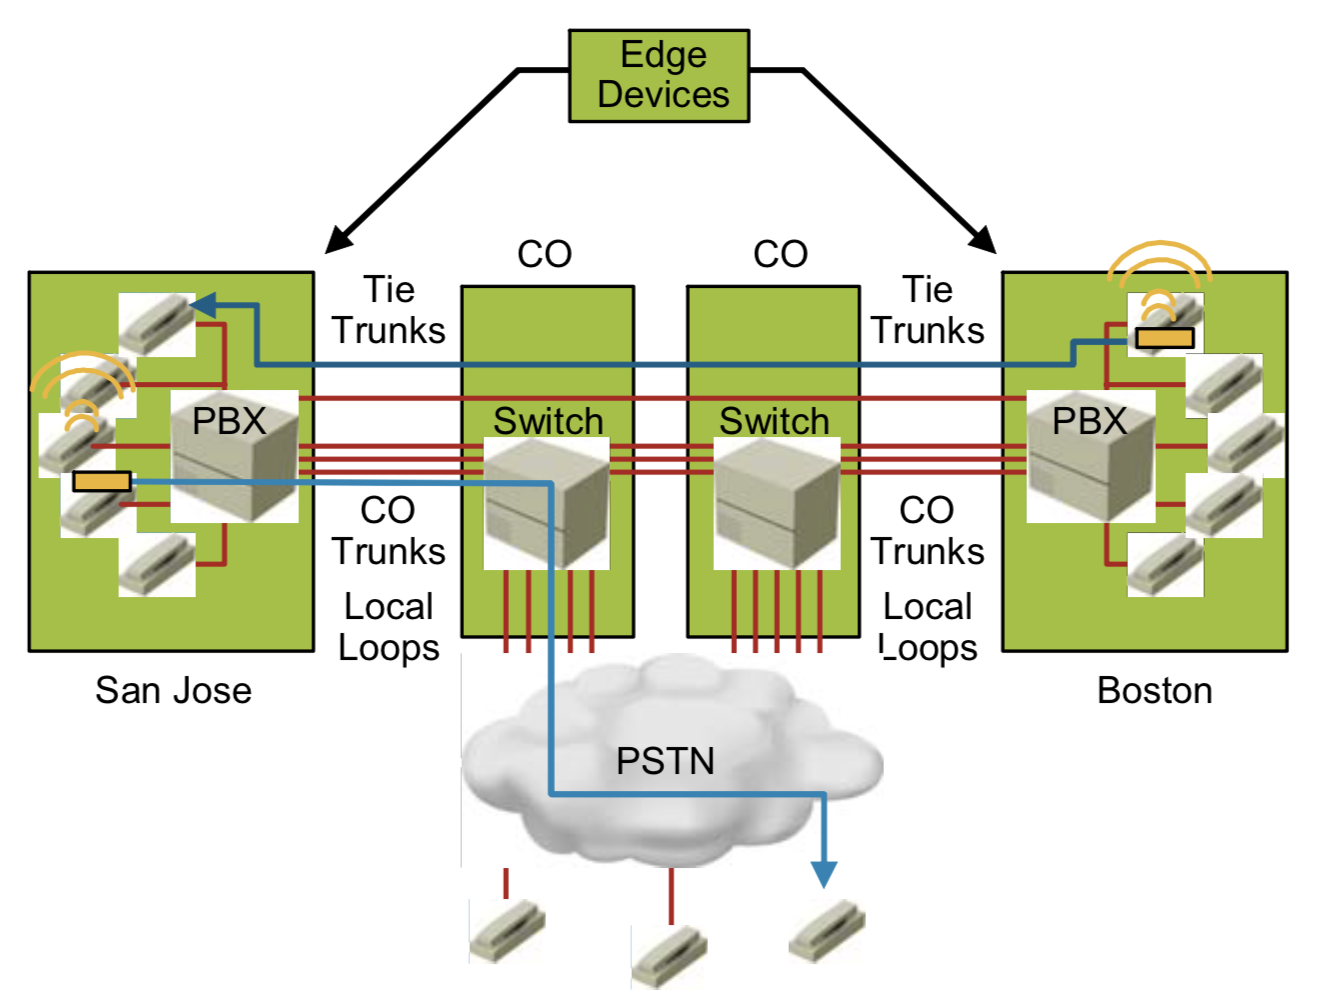 Edge
Devices
CO
CO
Tie
Trunks
Tie
Trunks
PBX
Switch
Switch
PBX
CO
Trunks
CO
Trunks
Local
Loops
Local
Loops
San Jose
Boston
PSTN